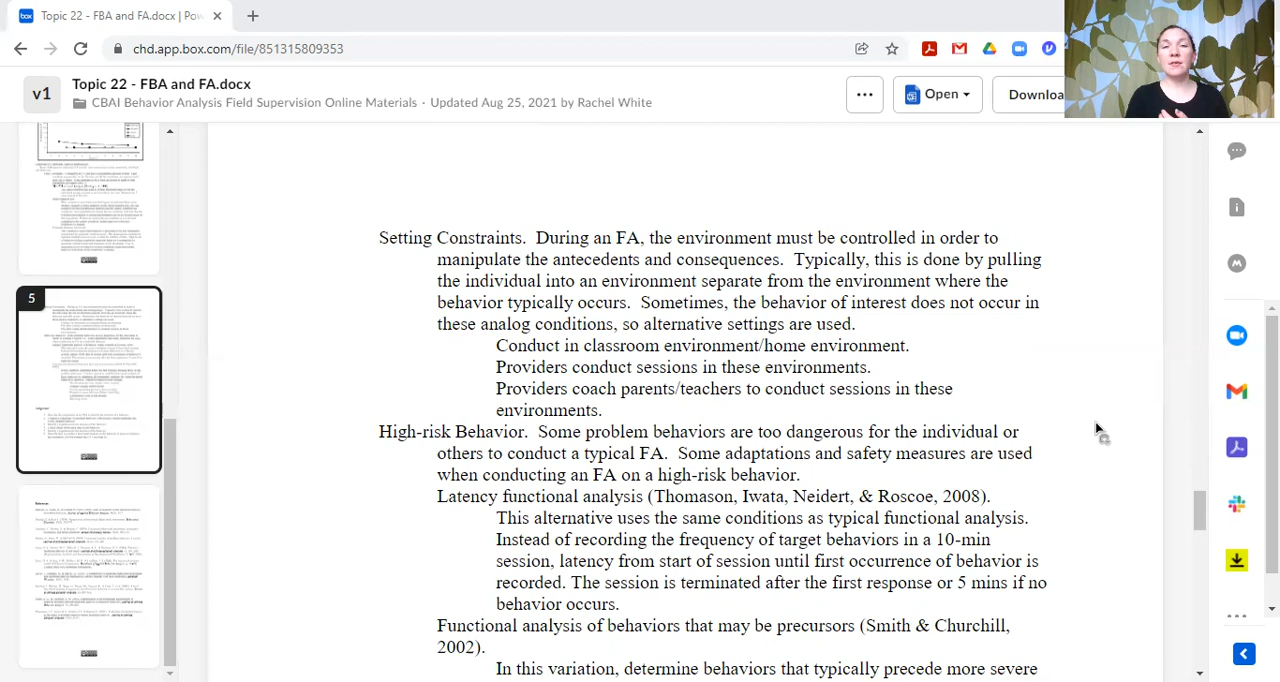 Topic 22 - FBA and FA.docx | Pow
chd.app.box.com/file/851315809353
v1
Topic 22 - FBA and FA.docx
CBAI Behavior Analysis Field Supervision Online Materials · Updated Aug 25, 2021 by Rachel White
Open
Downloa
5
Setting Constraints - During an FA, the environment must be controlled in order to
manipulate the antecedents and consequences. Typically, this is done by pulling
the individual into an environment separate from the environment where the
behavior typically occurs. Sometimes, the behavior of interest does not occur in
these analog conditions, so alternative settings are used.
Conduct in classroom environment/home environment.
Providers conduct sessions in these environments.
Providers coach parents/teachers to conduct sessions in these
environments.
High-risk Behavior - Some problem behaviors are too dangerous for the individual or
others to conduct a typical FA. Some adaptations and safety measures are used
when conducting an FA on a high-risk behavior.
Latency functional analysis (Thomason, Iwata, Neidert, & Roscoe, 2008).
This alternative uses the same conditions as typical functional analysis.
Instead of recording the frequency of target behaviors in a 10-min
session, latency from start of session until first occurrence of behavior is
recorded. The session is terminated after first response or 5 min if no
behavior occurs.
Functional analysis of behaviors that may be precursors (Smith & Churchill,
2002).
In this variation, determine behaviors that typically precede more severe